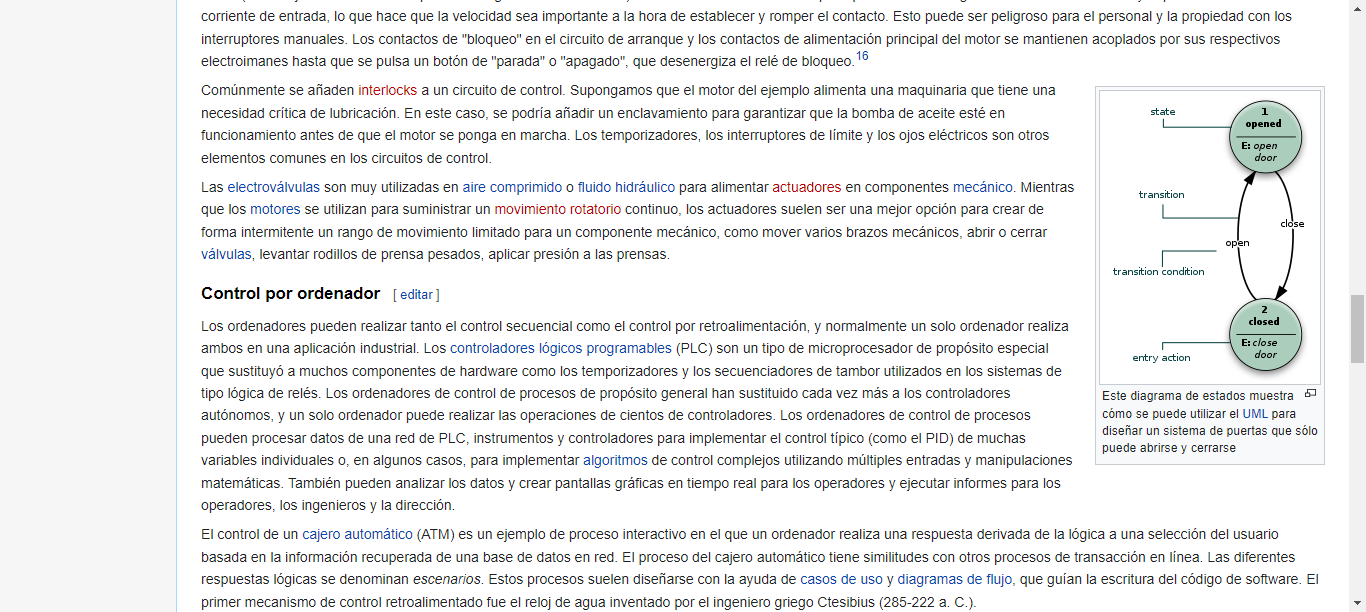 corriente de entrada, lo que hace que la velocidad sea importante a la hora de establecer y romper el contacto. Esto puede ser peligroso para el personal y la propiedad con los
interruptores manuales. Los contactos de "bloqueo" en el circuito de arranque y los contactos de alimentación principal del motor se mantienen acoplados por sus respectivos
electroimanes hasta que se pulsa un botón de "parada" o "apagado", que desenergiza el relé de bloqueo.16
Comúnmente se añaden interlocks a un circuito de control. Supongamos que el motor del ejemplo alimenta una maquinaria que tiene una
necesidad crítica de lubricación. En este caso, se podría añadir un enclavamiento para garantizar que la bomba de aceite esté en
funcionamiento antes de que el motor se ponga en marcha. Los temporizadores, los interruptores de límite y los ojos eléctricos son otros
elementos comunes en los circuitos de control.
Las electroválvulas son muy utilizadas en aire comprimido o fluido hidráulico para alimentar actuadores en componentes mecánico. Mientras
que los motores se utilizan para suministrar un movimiento rotatorio continuo, los actuadores suelen ser una mejor opción para crear de
forma intermitente un rango de movimiento limitado para un componente mecánico, como mover varios brazos mecánicos, abrir o cerrar
válvulas, levantar rodillos de prensa pesados, aplicar presión a las prensas.
Control por ordenador [ editar ]
Los ordenadores pueden realizar tanto el control secuencial como el control por retroalimentación, y normalmente un solo ordenador realiza
ambos en una aplicación industrial. Los controladores lógicos programables (PLC) son un tipo de microprocesador de propósito especial
que sustituyó a muchos componentes de hardware como los temporizadores y los secuenciadores de tambor utilizados en los sistemas de
tipo lógica de relés. Los ordenadores de control de procesos de propósito general han sustituido cada vez más a los controladores
autónomos, y un solo ordenador puede realizar las operaciones de cientos de controladores. Los ordenadores de control de procesos
pueden procesar datos de una red de PLC, instrumentos y controladores para implementar el control típico (como el PID) de muchas
variables individuales o, en algunos casos, para implementar algoritmos de control complejos utilizando múltiples entradas y manipulaciones
matemáticas. También pueden analizar los datos y crear pantallas gráficas en tiempo real para los operadores y ejecutar informes para los
operadores, los ingenieros y la dirección.
El control de un cajero automático (ATM) es un ejemplo de proceso interactivo en el que un ordenador realiza una respuesta derivada de la lógica a una selección del usuario
basada en la información recuperada de una base de datos en red. El proceso del cajero automático tiene similitudes con otros procesos de transacción en línea. Las diferentes
respuestas lógicas se denominan escenarios. Estos procesos suelen diseñarse con la ayuda de casos de uso y diagramas de flujo, que guían la escritura del código de software. El
primer mecanismo de control retroalimentado fue el reloj de agua inventado por el ingeniero griego Ctesibius (285-222 a. C.).
state
1
opened
E: open
door
transition
close
open
transition condition
2
closed
E: close
door
entry action
Este diagrama de estados muestra
cómo se puede utilizar el UML para
diseñar un sistema de puertas que sólo
puede abrirse y cerrarse